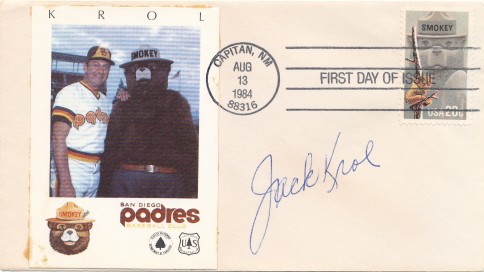 KROL
SMOKEY
Padres
SAN DIEGO
padres
BASEBALL CLUB
SMOKEY
U S
CAPITAN, NM
AUG
13
1984
88316
FIRST DAY OF ISSUE
SMOKEY
USA 20c
Jack Krol